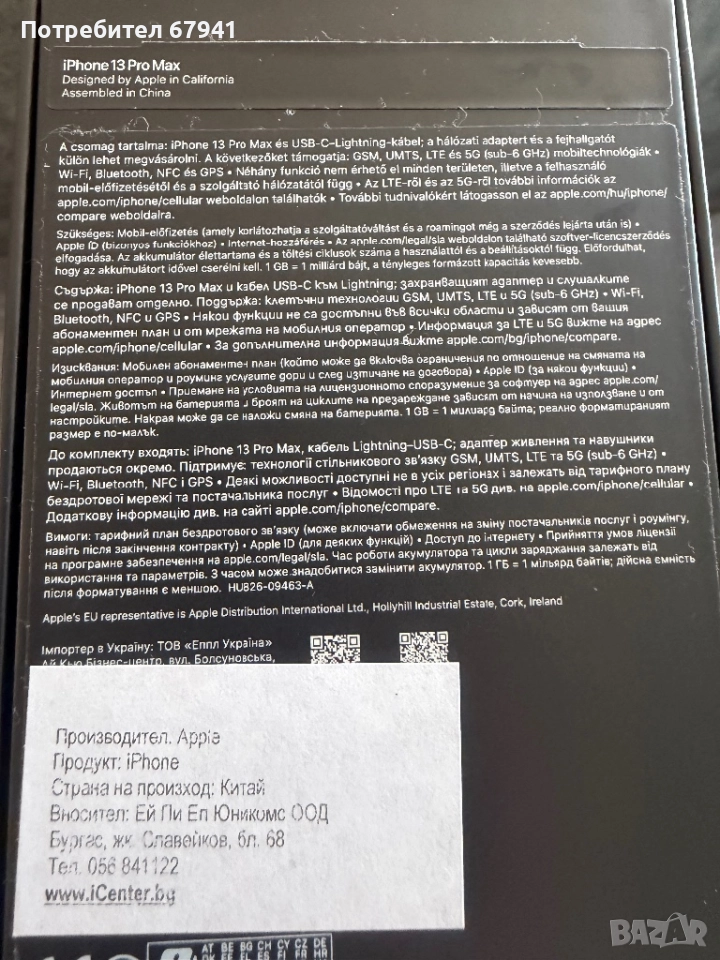 Потребител 67941
iPhone 13 Pro Max
Designed by Apple in California
Assembled in China
A csomag tartalma: iPhone 13 Pro Max és USB-C–Lightning-kábel; a hálózati adaptert és a fejhallgatót
külön lehet megvásárolni. A következőket támogatja: GSM, UMTS, LTE és 5G (sub-6 GHz) mobiltechnológiák •
Wi-Fi, Bluetooth, NFC és GPS • Néhány funkció nem érhető el minden területen, illetve a felhasználó
mobil-előfizetésétől és a szolgáltató hálózatától függ • Az LTE-ről és az 5G-ről további információk az
apple.com/iphone/cellular weboldalon találhatók • További tudnivalókért látogasson el az apple.com/hu/iphone/
compare weboldalra.
Szükséges: Mobil-előfizetés (amely korlátozhatja a szolgáltatóváltást és a roamingot még a szerződés lejárta után is) •
Apple ID (bizonyos funkciókhoz) • Internet-hozzáférés • Az apple.com/legal/sla weboldalon található szoftver-licencszerződés
elfogadása. Az akkumulátor élettartama és a töltési ciklusok száma a használattól és a beállításoktól függ. Előfordulhat,
hogy az akkumulátort idővel cserélni kell. 1 GB = 1 milliárd bájt, a tényleges formázott kapacitás kevesebb.
Съдържа: iPhone 13 Pro Max и кабел USB-C към Lightning; захранващият адаптер и слушалките
се продават отделно. Поддържа: клетъчни технологии GSM, UMTS, LTE и 5G (sub-6 GHz) • Wi-Fi,
Bluetooth, NFC и GPS • Някои функции не са достъпни във всички области и зависят от вашия
абонаментен план и от мрежата на мобилния оператор • Информация за LTE и 5G вижте на адрес
apple.com/iphone/cellular • За допълнителна информация вижте apple.com/bg/iphone/compare.
Изисквания: Мобилен абонаментен план (който може да включва ограничения по отношение на смяната на
мобилния оператор и роуминг услугите дори и след изтичане на договора) • Apple ID (за някои функции) •
Интернет достъп • Приемане на условията на лицензионното споразумение за софтуер на адрес apple.com/
legal/sla. Животът на батерията и броят на циклите на презареждане зависят от начина на използване и от
настройките. Накрая може да се наложи смяна на батерията. 1 GB = 1 милиард байта; реално форматираният
размер е по-малък.
До комплекту входять: iPhone 13 Pro Max, кабель Lightning–USB-C; адаптер живлення та навушники
продаються окремо. Підтримує: технології стільникового зв'язку GSM, UMTS, LTE та 5G (sub-6 GHz) •
Wi-Fi, Bluetooth, NFC і GPS • Деякі можливості доступні не в усіх регіонах і залежать від тарифного плану
бездротової мережі та постачальника послуг • Відомості про LTE та 5G див. на apple.com/iphone/cellular •
Додаткову інформацію див. на сайті apple.com/iphone/compare.
Вимоги: тарифний план бездротового зв'язку (може включати обмеження на зміну постачальників послуг і роумінгу,
навіть після закінчення контракту) • Apple ID (для деяких функцій) • Доступ до інтернету • Прийняття умов ліцензії
на програмне забезпечення на apple.com/legal/sla. Час роботи акумулятора та цикли заряджання залежать від
використання та параметрів. З часом може знадобитися замінити акумулятор. 1 ГБ = 1 мільярд байтів; дійсна ємність
після форматування є меншою. HU826-09463-A
Apple's EU representative is Apple Distribution International Ltd., Hollyhill Industrial Estate, Cork, Ireland
Імпортер в Україну: ТОВ «Еппл Україна»
Ай Кью Бізнес-центр, вул. Болсуновська,
Производител. Apple
Продукт: iPhone
Страна на произход: Китай
Вносител: Ей Пи Еп Юникомс ООД
Бургас, жк. Славейков, бл. 68
Тел. 056 841122
www.iCenter.bg
AT BE BG CH CY CZ DE
BAZAR